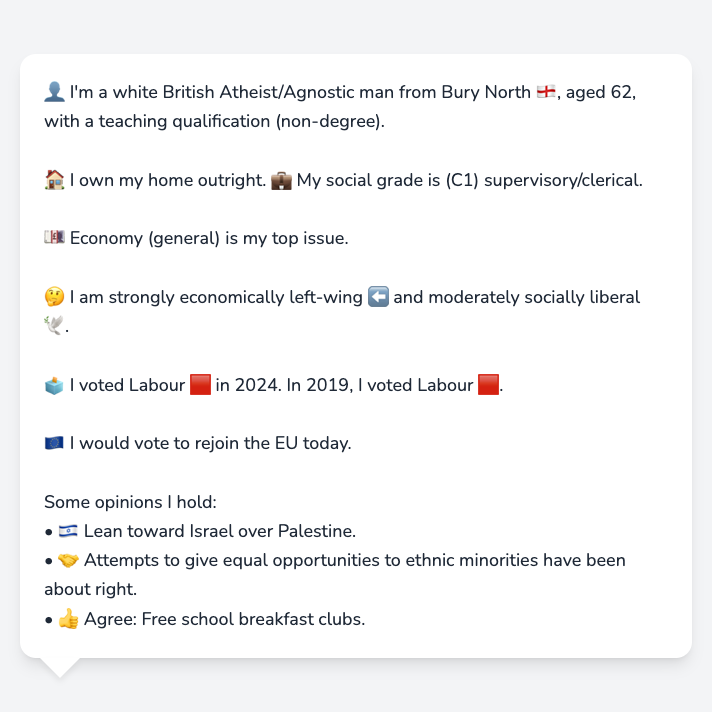 👤 I'm a white British Atheist/Agnostic man from Bury North 🏴󠁧󠁢󠁥󠁮󠁧󠁿, aged 62,
with a teaching qualification (non-degree).
🏠 I own my home outright. 💼 My social grade is (C1) supervisory/clerical.
💷 Economy (general) is my top issue.
🤔 I am strongly economically left-wing ⬅️ and moderately socially liberal
🕊️.
🗳️ I voted Labour 🟥 in 2024. In 2019, I voted Labour 🟥.
🇪🇺 I would vote to rejoin the EU today.
Some opinions I hold:
• 🇮🇱 Lean toward Israel over Palestine.
• 🤝 Attempts to give equal opportunities to ethnic minorities have been
about right.
• 👍 Agree: Free school breakfast clubs.